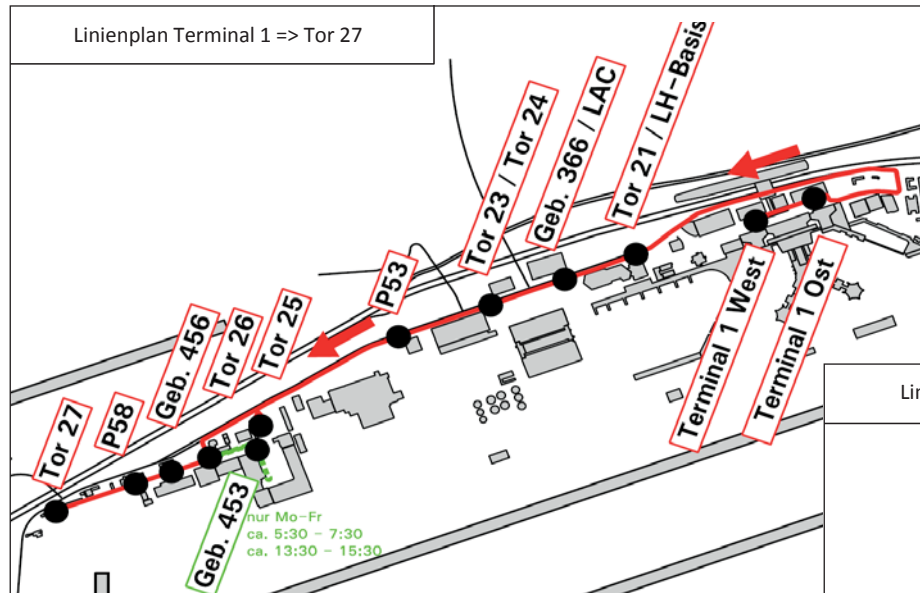 Linienplan Terminal 1 => Tor 27
Tor 27
P58
Geb. 456
Tor 26
Tor 25
P53
Tor 23 / Tor 24
Geb. 366 / LAC
Tor 21 / LH-Basis
Terminal 1 West
Terminal 1 Ost
Geb. 453
nur Mo-Fr
ca. 5:30 - 7:30
ca. 13:30 - 15:30